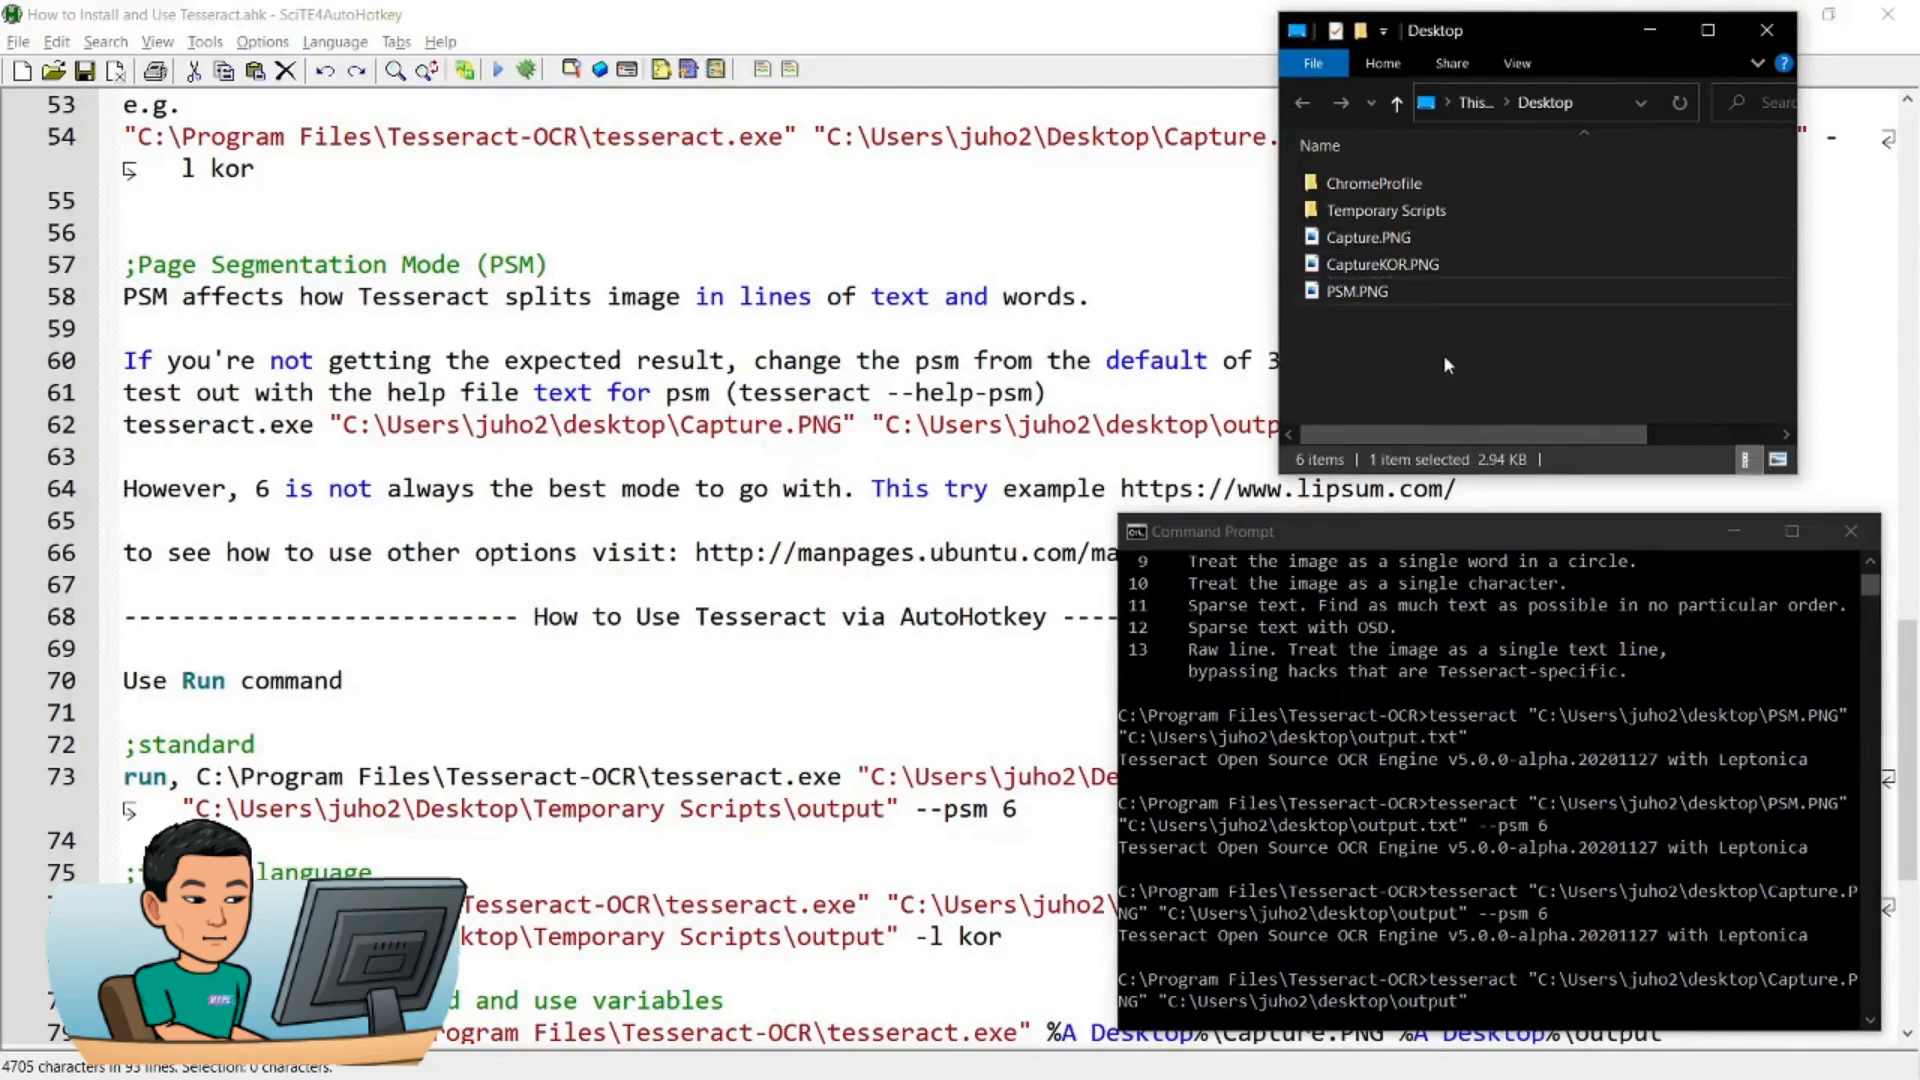 How to Install and Use Tesseract.ahk - SciTE4AutoHotkey
File Edit Search View Tools Options Language Tabs Help
53 e.g.
54 "C:\Program Files\Tesseract-OCR\tesseract.exe" "C:\Users\juho2\Desktop\Capture. " -
l kor
55
56
57 ;Page Segmentation Mode (PSM)
58 PSM affects how Tesseract splits image in lines of text and words.
59
60 If you're not getting the expected result, change the psm from the default of 3
61 test out with the help file text for psm (tesseract --help-psm)
62 tesseract.exe "C:\Users\juho2\desktop\Capture.PNG" "C:\Users\juho2\desktop\outp
63
64 However, 6 is not always the best mode to go with. This try example https://www.lipsum.com/
65
66 to see how to use other options visit: http://manpages.ubuntu.com/ma
67
68 --------------------------- How to Use Tesseract via AutoHotkey ----
69
70 Use Run command
71
72 ;standard
73 run, C:\Program Files\Tesseract-OCR\tesseract.exe "C:\Users\juho2\De
"C:\Users\juho2\Desktop\Temporary Scripts\output" --psm 6
74
75 ; language
Tesseract-OCR\tesseract.exe" "C:\Users\juho2\
ktop\Temporary Scripts\output" -l kor
d and use variables
79 rogram Files\Tesseract-OCR\tesseract.exe" %A_Desktop%\Capture.PNG %A_Desktop%\output
HYPE
4705 characters in 93 lines. Selection: 0 characters.
Desktop
File Home Share View
This... Desktop Sear
Name
ChromeProfile
Temporary Scripts
Capture.PNG
CaptureKOR.PNG
PSM.PNG
6 items 1 item selected 2.94 KB
Command Prompt
9 Treat the image as a single word in a circle.
10 Treat the image as a single character.
11 Sparse text. Find as much text as possible in no particular order.
12 Sparse text with OSD.
13 Raw line. Treat the image as a single text line,
bypassing hacks that are Tesseract-specific.
C:\Program Files\Tesseract-OCR>tesseract "C:\Users\juho2\desktop\PSM.PNG"
"C:\Users\juho2\desktop\output.txt"
Tesseract Open Source OCR Engine v5.0.0-alpha.20201127 with Leptonica
C:\Program Files\Tesseract-OCR>tesseract "C:\Users\juho2\desktop\PSM.PNG"
"C:\Users\juho2\desktop\output.txt" --psm 6
Tesseract Open Source OCR Engine v5.0.0-alpha.20201127 with Leptonica
C:\Program Files\Tesseract-OCR>tesseract "C:\Users\juho2\desktop\Capture.P
NG" "C:\Users\juho2\desktop\output" --psm 6
Tesseract Open Source OCR Engine v5.0.0-alpha.20201127 with Leptonica
C:\Program Files\Tesseract-OCR>tesseract "C:\Users\juho2\desktop\Capture.P
NG" "C:\Users\juho2\desktop\output"